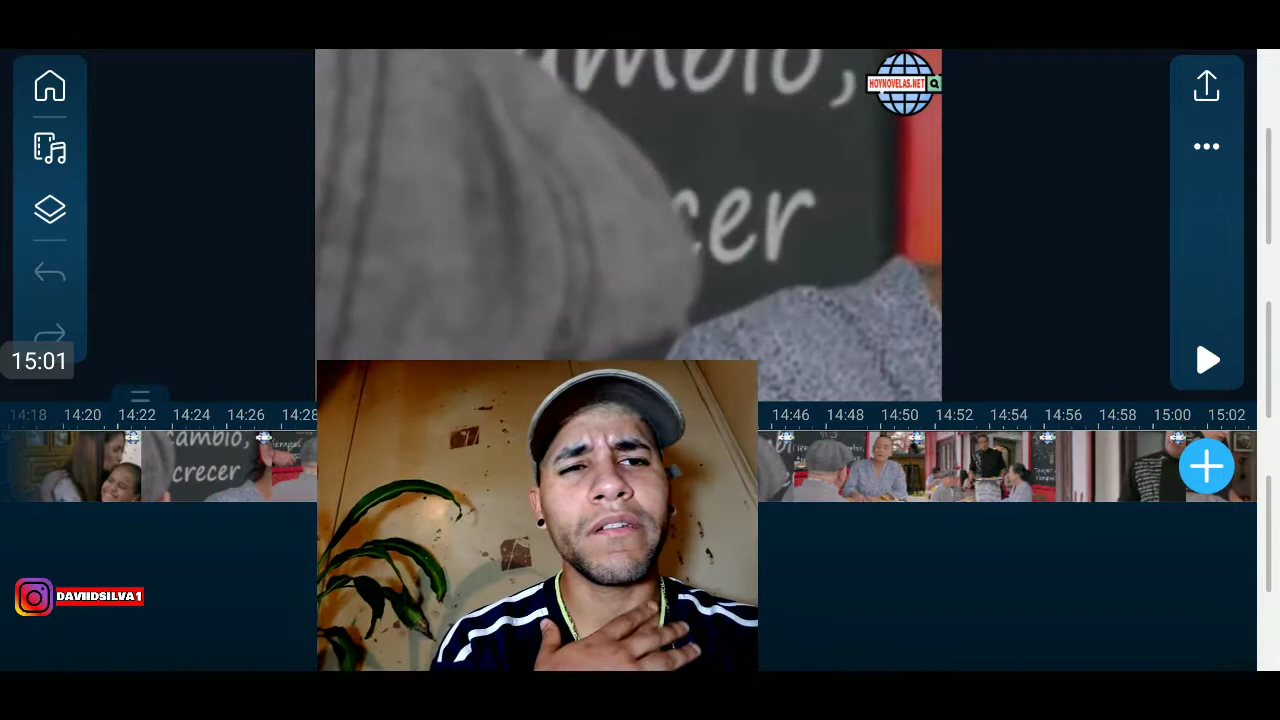 ambio,
HOYNOVELAS.NET
cer
15:01
14:18 14:20 14:22 14:24 14:26 14:28
14:46 14:48 14:50 14:52 14:54 14:56 14:58 15:00 15:02
cambio,
crecer
DAVIIDSILVA1